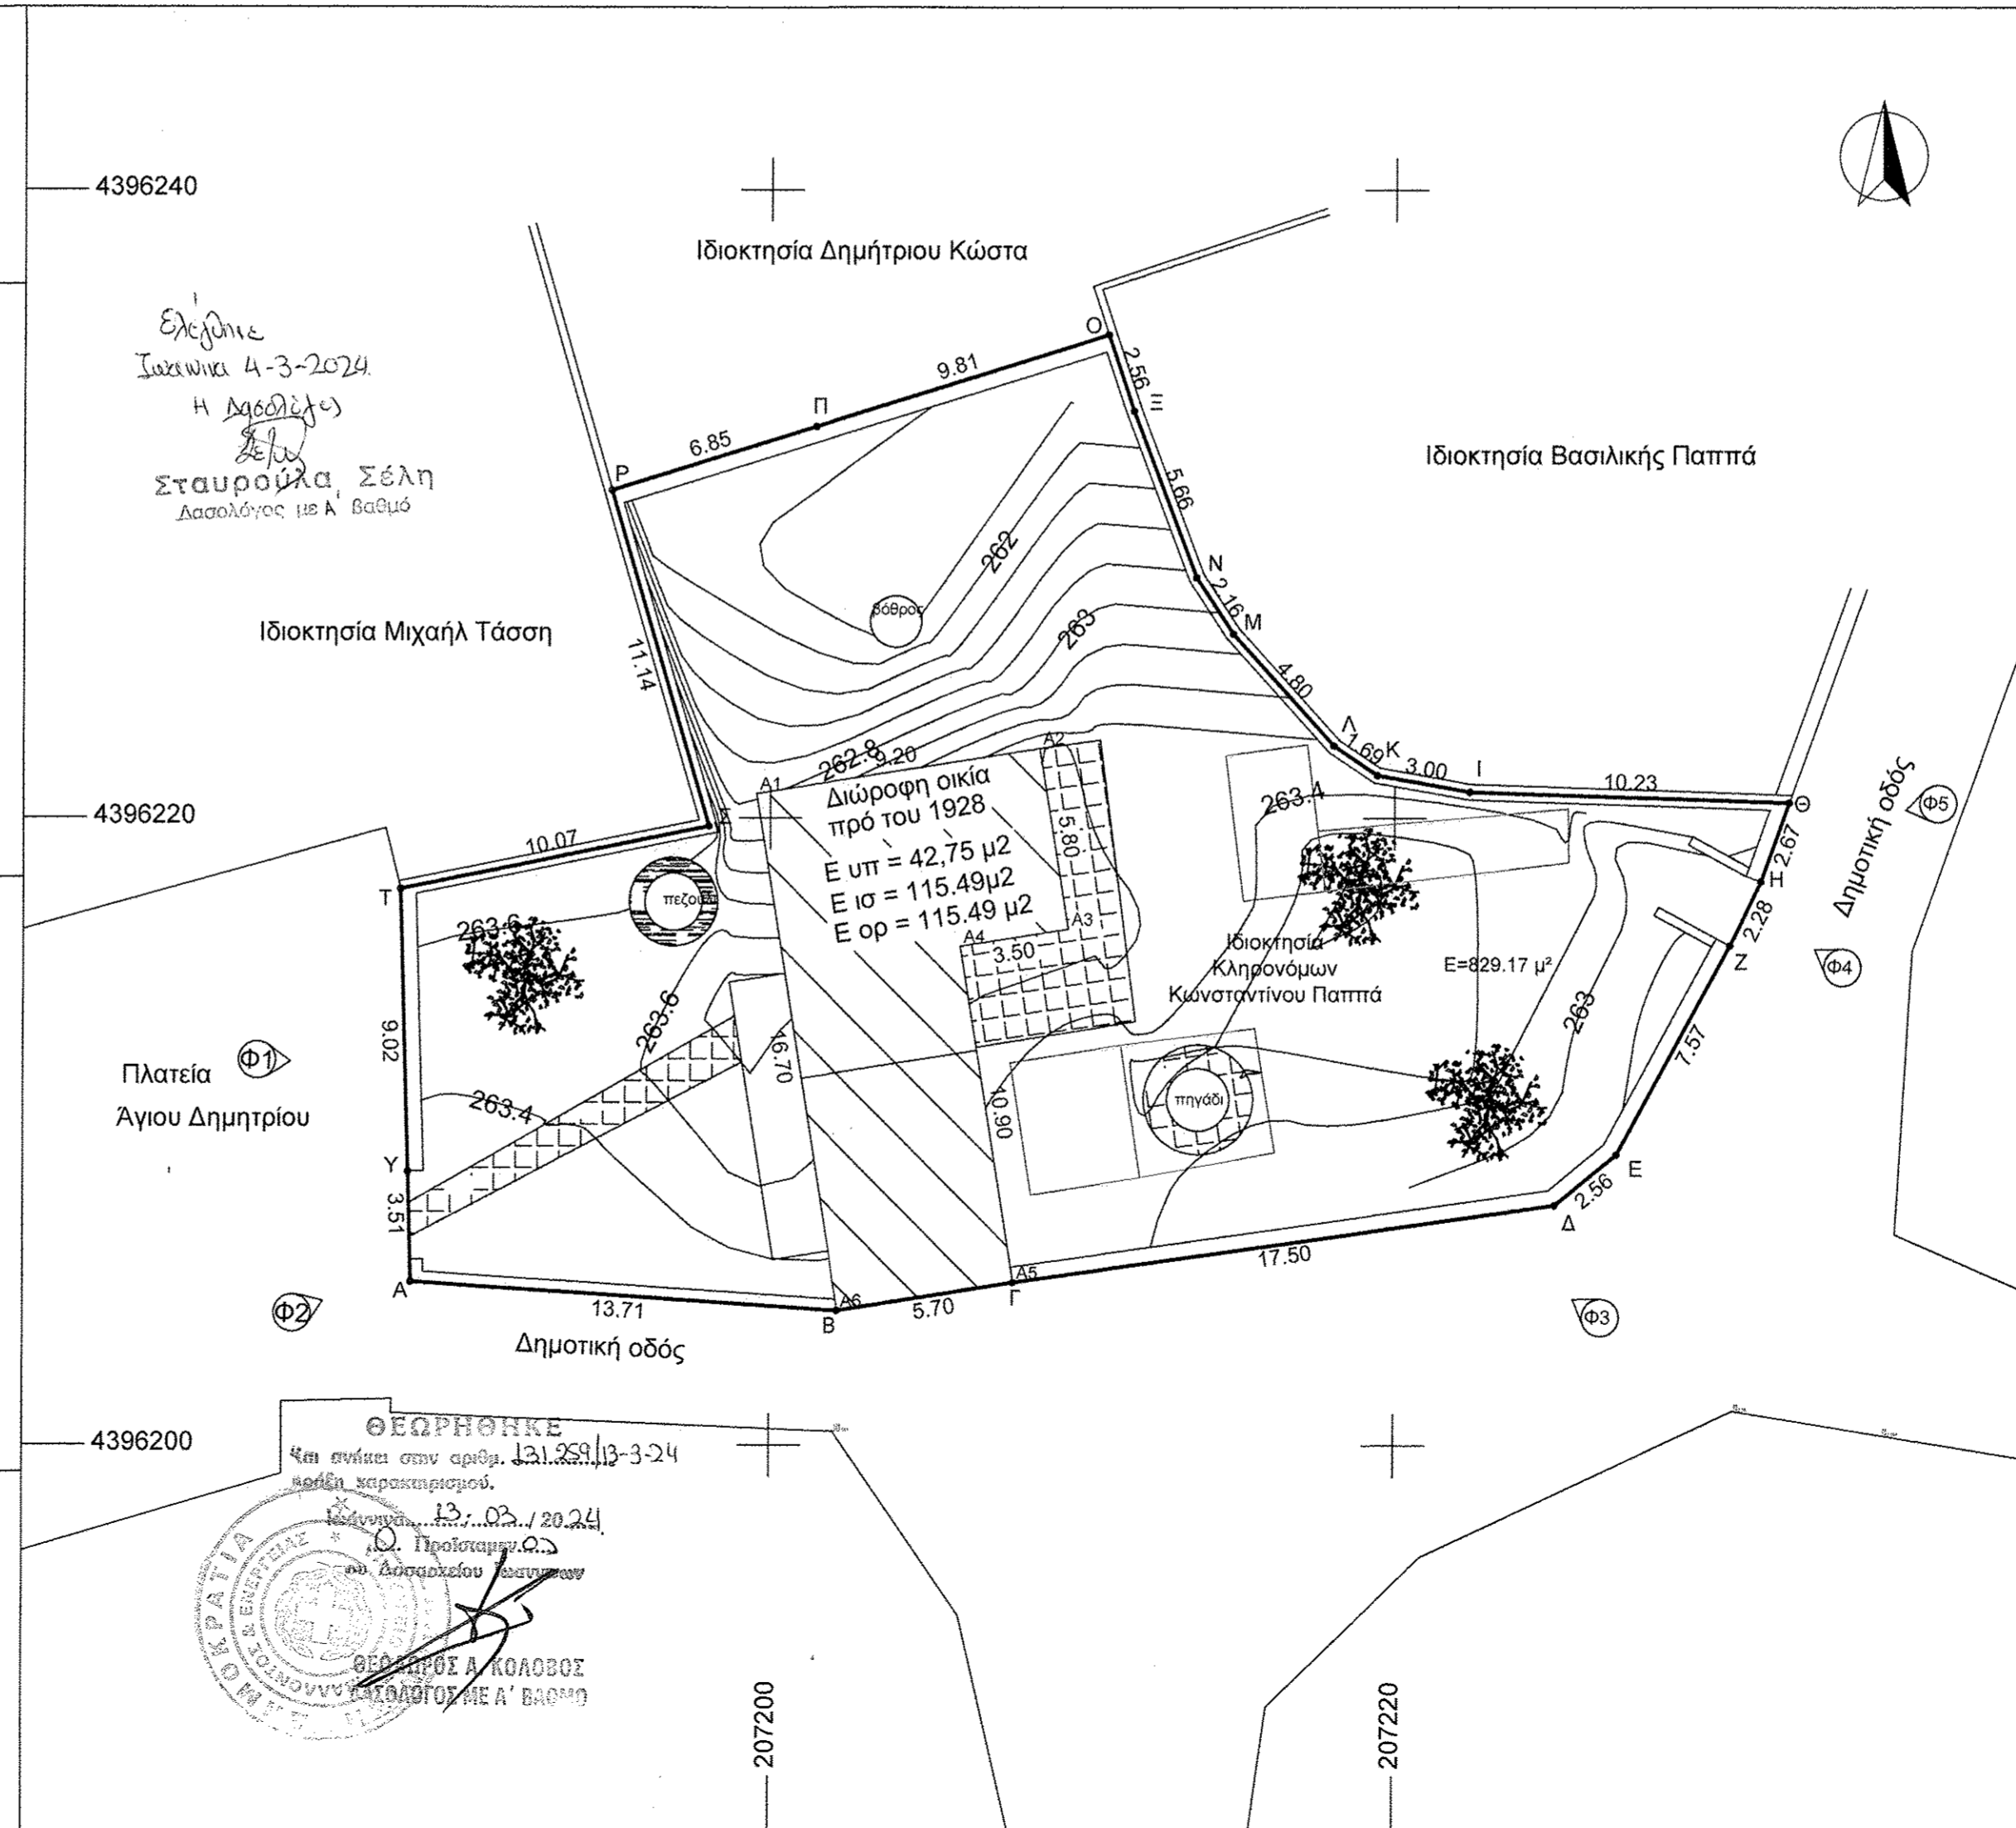 4396240
Ιδιοκτησία Δημήτριου Κώστα
Ιωαννινα 4-3-2024
Η Δασολόγος
Σταυρούλα Σέλη
Δασολόγος με Α' βαθμό
Ο
2.56
9.81
Ξ
Π
6.85
Ρ
5.66
Ιδιοκτησία Βασιλικής Παππά
262
Ν
2.16
Μ
βόθρος
263
Ιδιοκτησία Μιχαήλ Τάσση
11.14
4.80
Λ
1.69
Κ
3.00
Ι
10.23
Θ
Δημοτική οδός
Φ5
262.8
9.20
Α2
Α1
263.4
4396220
Διώροφη οικία
πρό του 1928
Ε υπ = 42,75 μ2
Ε ισ = 115.49μ2
Ε ορ = 115.49 μ2
5.80
Σ
10.07
2.67
Η
Τ
πεζούλι
263.6
Α3
Α4
3.50
2.28
Ζ
Φ4
Ιδιοκτησία
Κληρονόμων
Κωνσταντίνου Παππά
Ε=829.17 μ²
263
9.02
263.6
16.70
7.57
Πλατεία
Άγιου Δημητρίου
Φ1
263.4
10.90
πηγάδι
Υ
3.51
Ε
2.56
Δ
17.50
Α
Α5
Γ
Α6
5.70
Β
13.71
Φ2
Φ3
Δημοτική οδός
4396200
ΘΕΩΡΗΘΗΚΕ
Και ανήκει στην αριθμ. 131259/13-3-24
πράξη χαρακτηρισμού.
Ιωάννινα 13/03/2024
Ο Προϊσταμεν.ος
του Δασαρχείου Ιωαννίνων
ΘΕΟΔΩΡΟΣ Α. ΚΟΛΟΒΟΣ
ΔΑΣΟΛΟΓΟΣ ΜΕ Α' ΒΑΘΜΟ
207200
207220